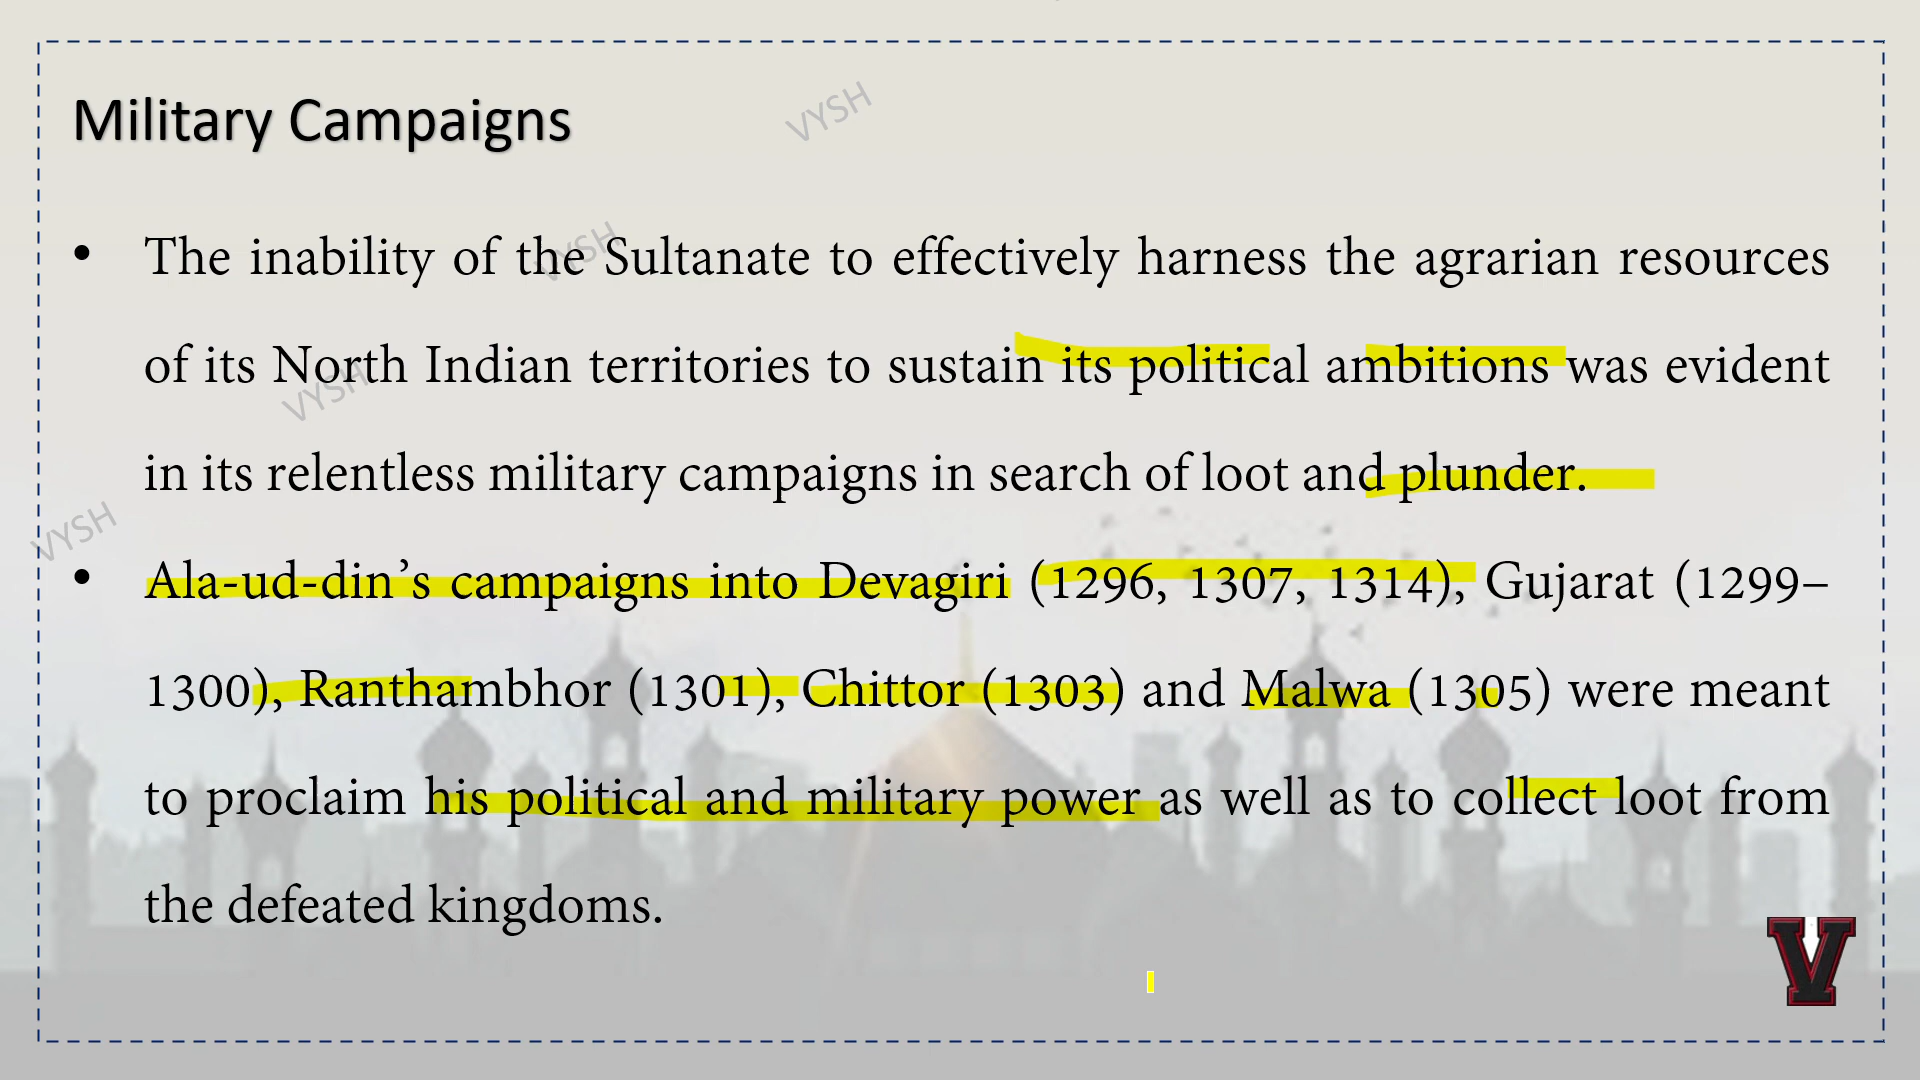 VYSH
Military Campaigns
VYSH
• The inability of the Sultanate to effectively harness the agrarian resources
of its North Indian territories to sustain its political ambitions was evident
VYSH
in its relentless military campaigns in search of loot and plunder.
VYSH
• Ala-ud-din’s campaigns into Devagiri (1296, 1307, 1314), Gujarat (1299–
1300), Ranthambhor (1301), Chittor (1303) and Malwa (1305) were meant
to proclaim his political and military power as well as to collect loot from
the defeated kingdoms.
V